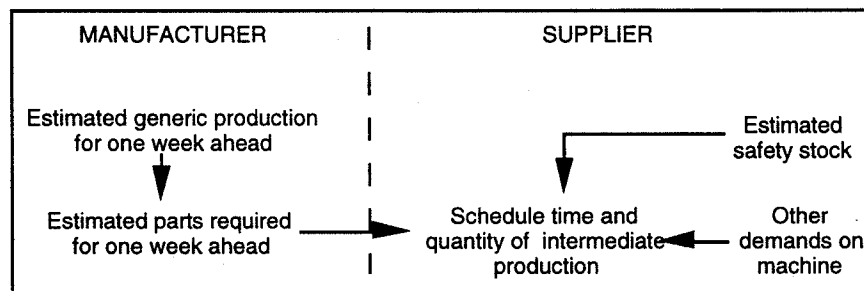 MANUFACTURER
SUPPLIER
Estimated generic production
for one week ahead
Estimated
safety stock
Estimated parts required
for one week ahead
Schedule time and
quantity of intermediate
production
Other
demands on
machine